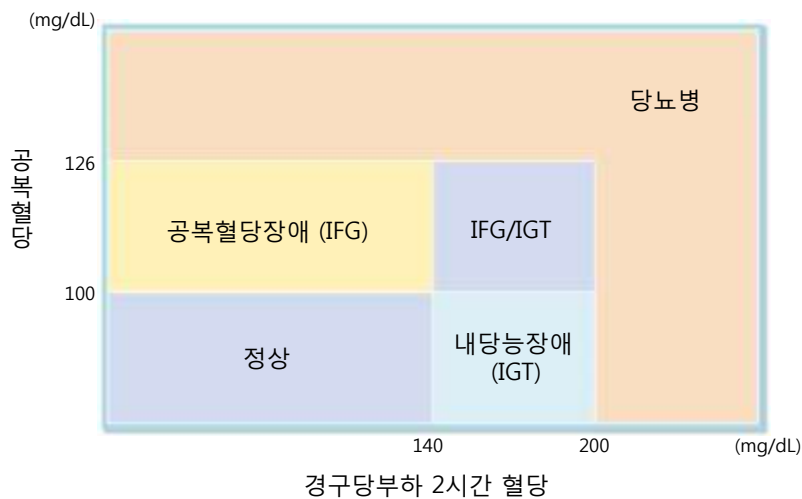 (mg/dL)
당뇨병
126
공복혈당
공복혈당장애 (IFG)
IFG/IGT
100
정상
내당능장애
(IGT)
140
200
(mg/dL)
경구당부하 2시간 혈당